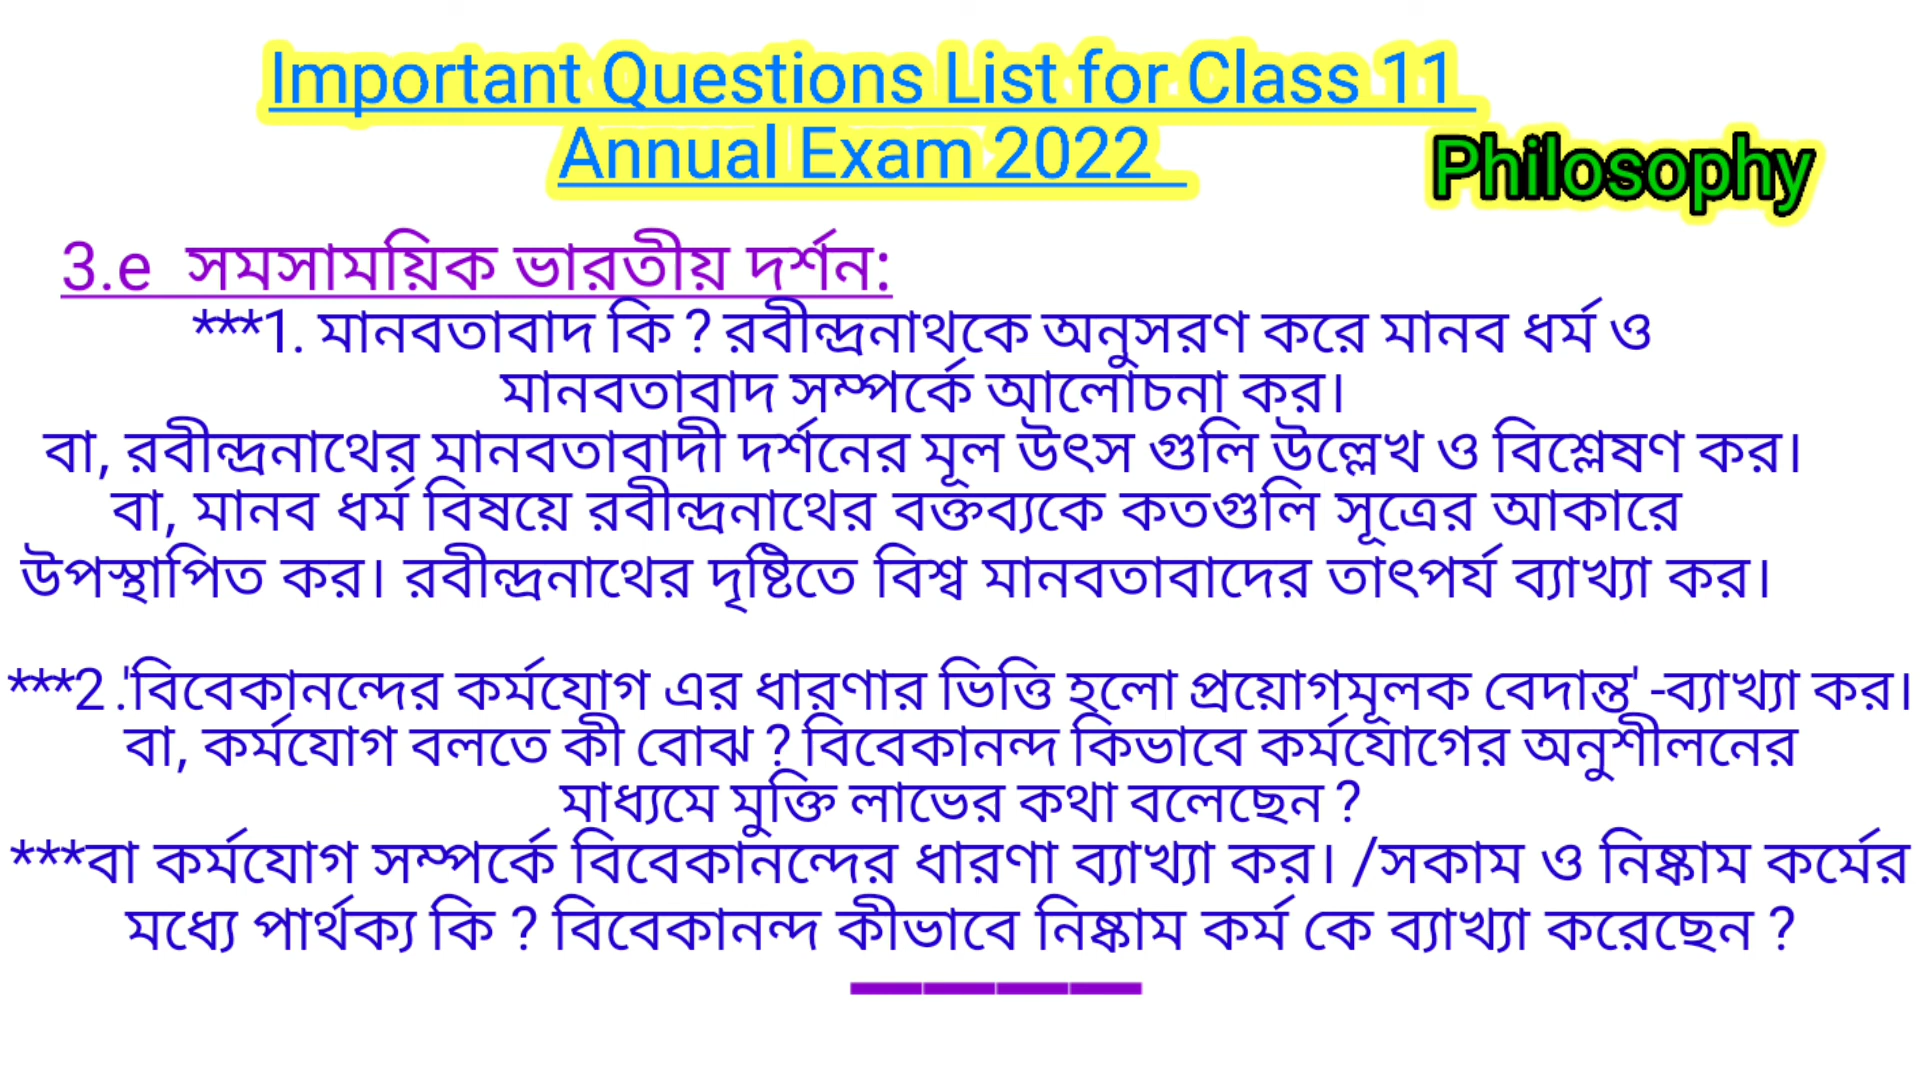 Important Questions List for Class 11
Annual Exam 2022
Philosophy
3.e সমসাময়িক ভারতীয় দর্শন:
***1. মানবতাবাদ কি ? রবীন্দ্রনাথকে অনুসরণ করে মানব ধর্ম ও
মানবতাবাদ সম্পর্কে আলোচনা কর।
বা, রবীন্দ্রনাথের মানবতাবাদী দর্শনের মূল উৎস গুলি উল্লেখ ও বিশ্লেষণ কর।
বা, মানব ধর্ম বিষয়ে রবীন্দ্রনাথের বক্তব্যকে কতগুলি সূত্রের আকারে
উপস্থাপিত কর। রবীন্দ্রনাথের দৃষ্টিতে বিশ্ব মানবতাবাদের তাৎপর্য ব্যাখ্যা কর।
***2 .'বিবেকানন্দের কর্মযোগ এর ধারণার ভিত্তি হলো প্রয়োগমূলক বেদান্ত' -ব্যাখ্যা কর।
বা, কর্মযোগ বলতে কী বোঝ ? বিবেকানন্দ কিভাবে কর্মযোগের অনুশীলনের
মাধ্যমে মুক্তি লাভের কথা বলেছেন ?
***বা কর্মযোগ সম্পর্কে বিবেকানন্দের ধারণা ব্যাখ্যা কর। /সকাম ও নিষ্কাম কর্মের
মধ্যে পার্থক্য কি ? বিবেকানন্দ কীভাবে নিষ্কাম কর্ম কে ব্যাখ্যা করেছেন ?